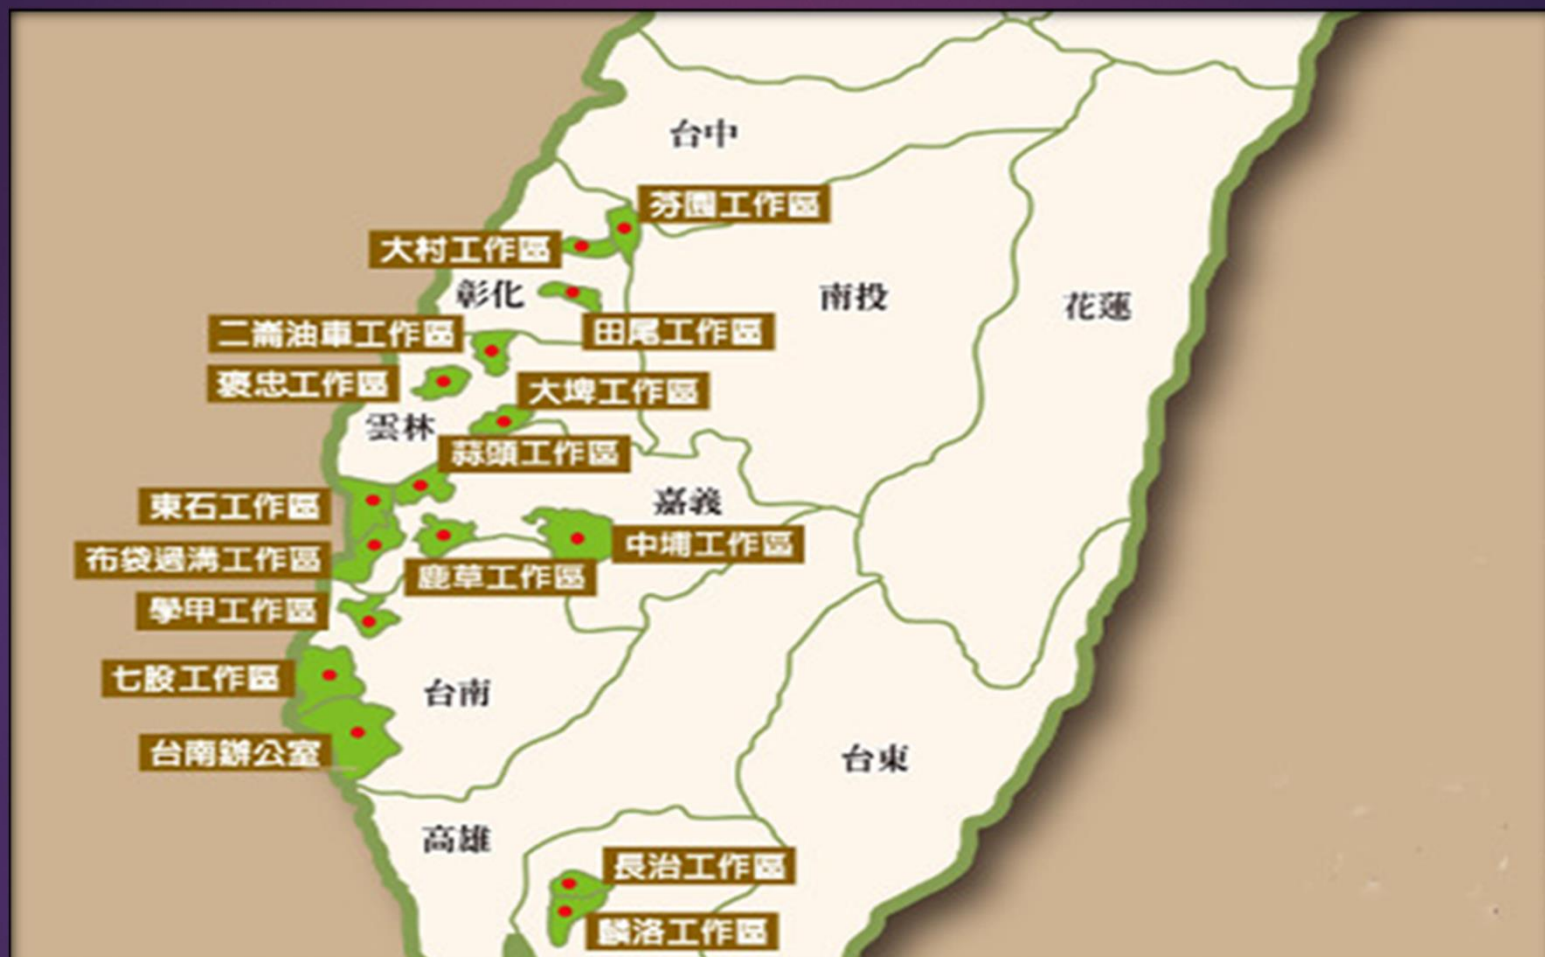 台中
芬園工作區
大村工作區
彰化
南投
花蓮
二崙油車工作區
田尾工作區
褒忠工作區
大埤工作區
雲林
蒜頭工作區
東石工作區
嘉義
布袋過溝工作區
中埔工作區
鹿草工作區
學甲工作區
七股工作區
台南
台南辦公室
台東
高雄
長治工作區
麟洛工作區